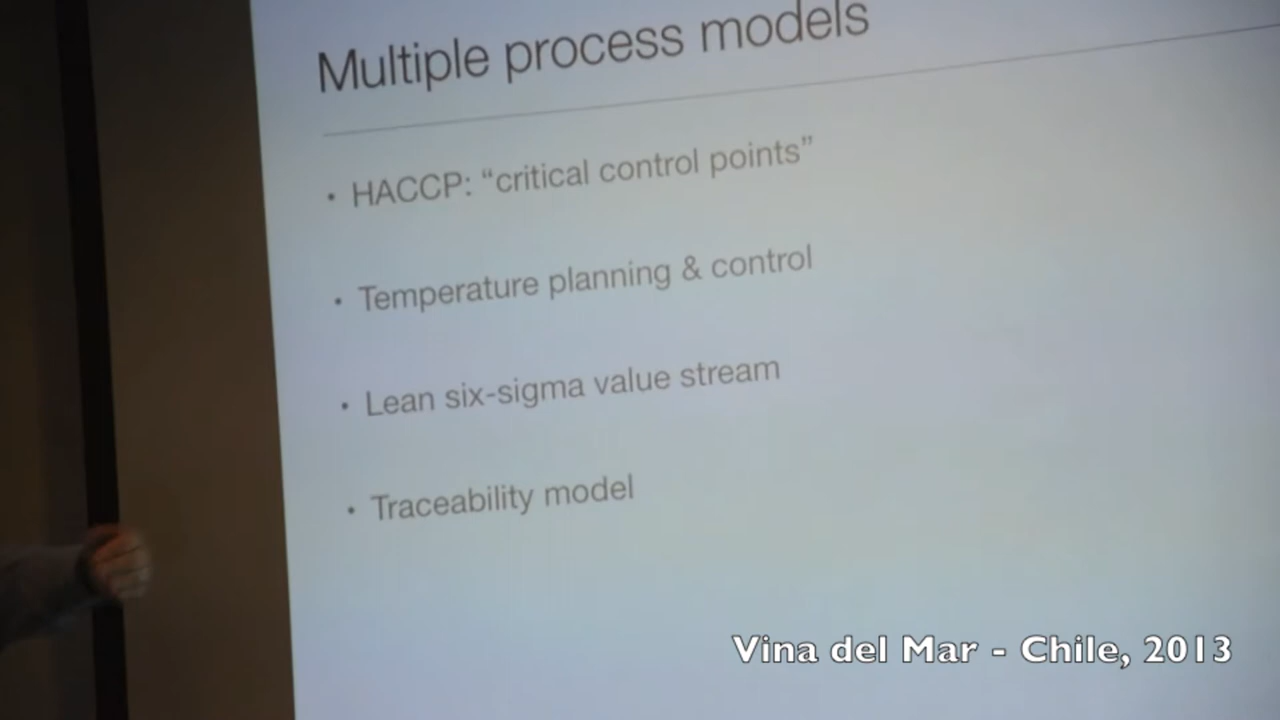 Multiple process models
• HACCP: “critical control points”
• Temperature planning & control
• Lean six-sigma value stream
• Traceability model
Vina del Mar - Chile, 2013